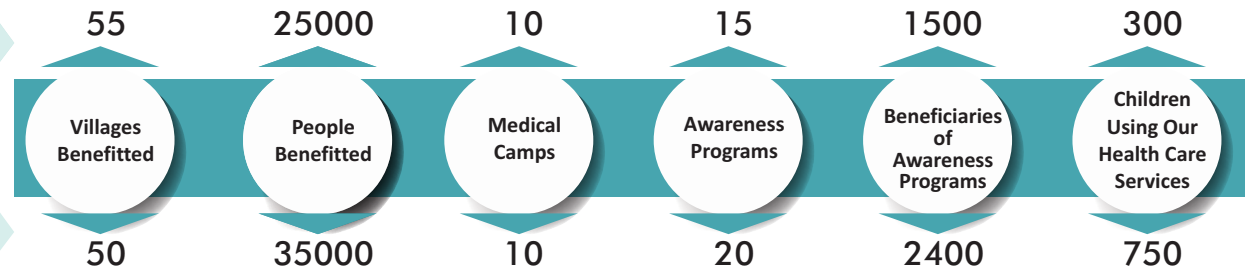 55 25000 10 15 1500 300
Villages
Benefitted
People
Benefitted
Medical
Camps
Awareness
Programs
Beneficiaries
of
Awareness
Programs
Children
Using Our
Health Care
Services
50 35000 10 20 2400 750